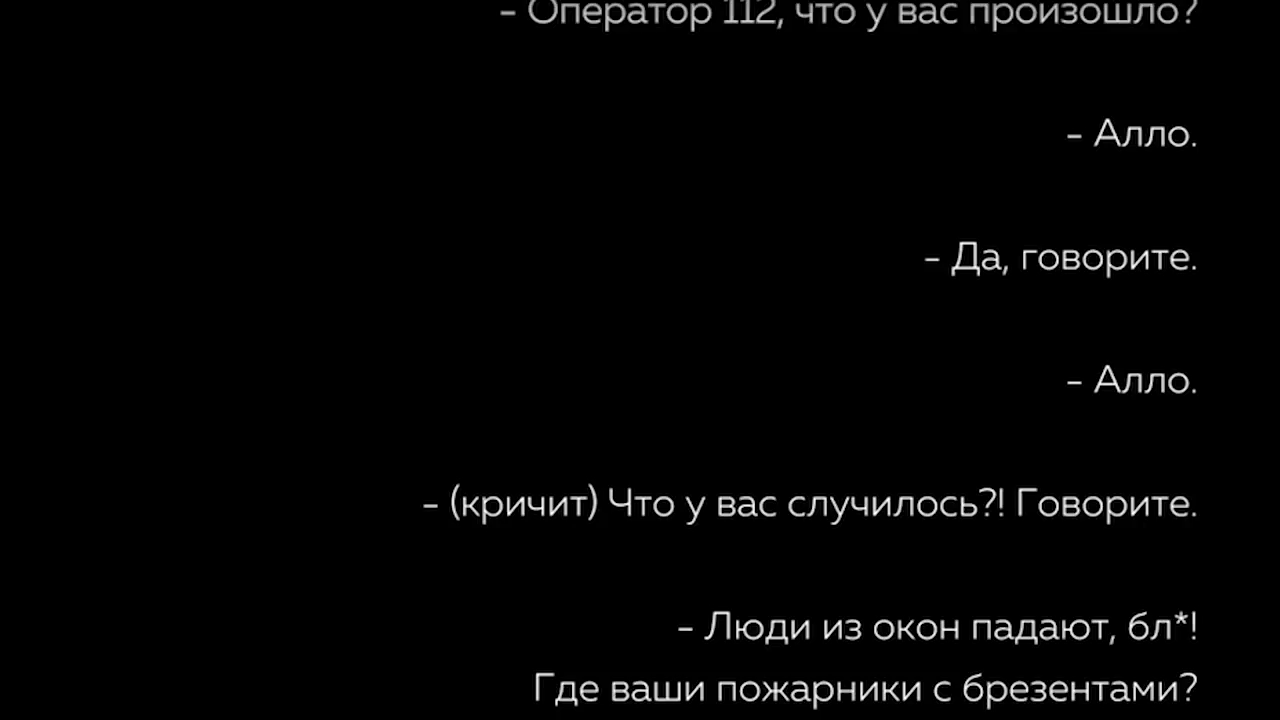 - Оператор 112, что у вас произошло?
- Алло.
- Да, говорите.
- Алло.
- (кричит) Что у вас случилось?! Говорите.
- Люди из окон падают, бл*!
Где ваши пожарники с брезентами?